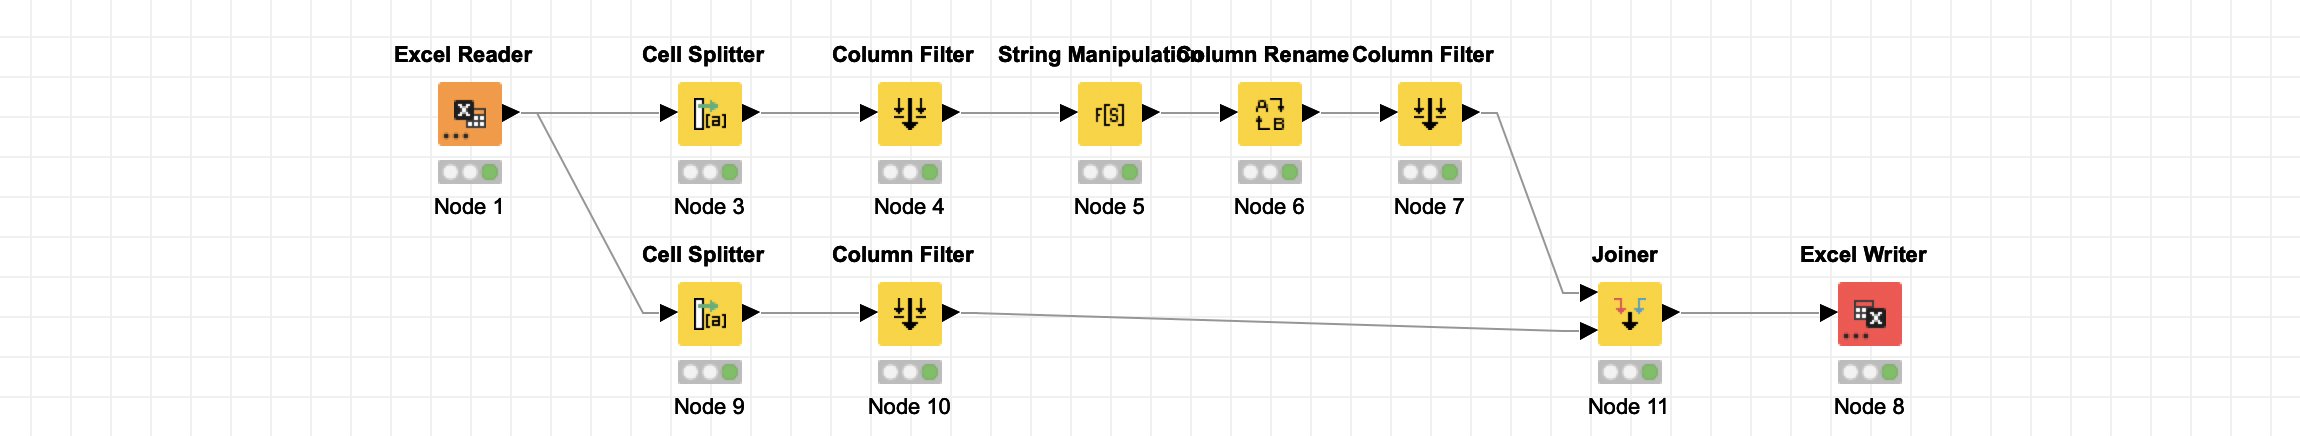 Excel Reader
Cell Splitter
Column Filter
String Manipulation
Column Rename
Column Filter
Node 1
Node 3
Node 4
Node 5
Node 6
Node 7
Cell Splitter
Column Filter
Joiner
Excel Writer
Node 9
Node 10
Node 11
Node 8